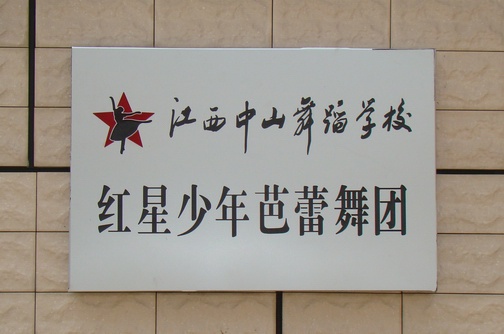 江西中山舞蹈学校
红星少年芭蕾舞团